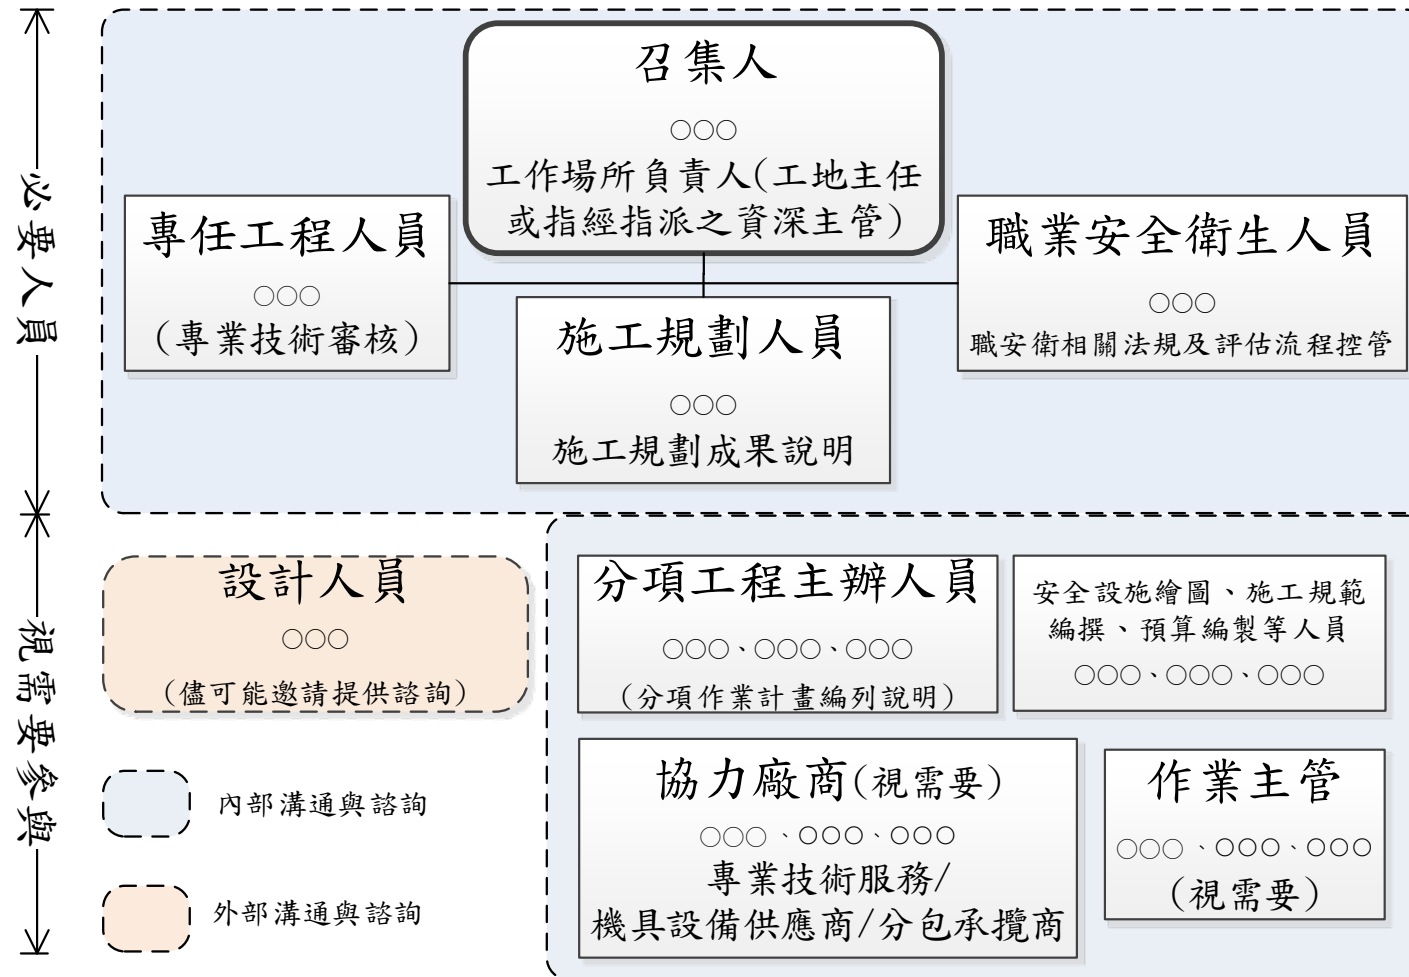 必要人員
召集人
○○○
工作場所負責人(工地主任
或指經指派之資深主管)
專任工程人員
○○○
(專業技術審核)
施工規劃人員
○○○
施工規劃成果說明
職業安全衛生人員
○○○
職安衛相關法規及評估流程控管
視需要參與
設計人員
○○○
(儘可能邀請提供諮詢)
分項工程主辦人員
○○○、○○○、○○○
(分項作業計畫編列說明)
安全設施繪圖、施工規範
編撰、預算編製等人員
○○○、○○○、○○○
協力廠商(視需要)
○○○、○○○、○○○
專業技術服務/
機具設備供應商/分包承攬商
作業主管
○○○、○○○、○○○
(視需要)
內部溝通與諮詢
外部溝通與諮詢